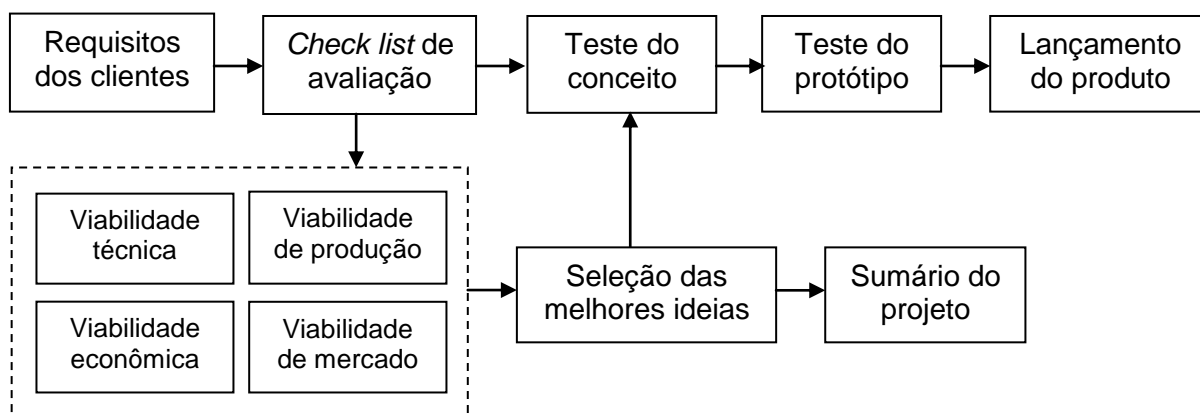 Requisitos
dos clientes
Check list de
avaliação
Teste do
conceito
Teste do
protótipo
Lançamento
do produto
Viabilidade
técnica
Viabilidade
de produção
Viabilidade
econômica
Viabilidade
de mercado
Seleção das
melhores ideias
Sumário do
projeto